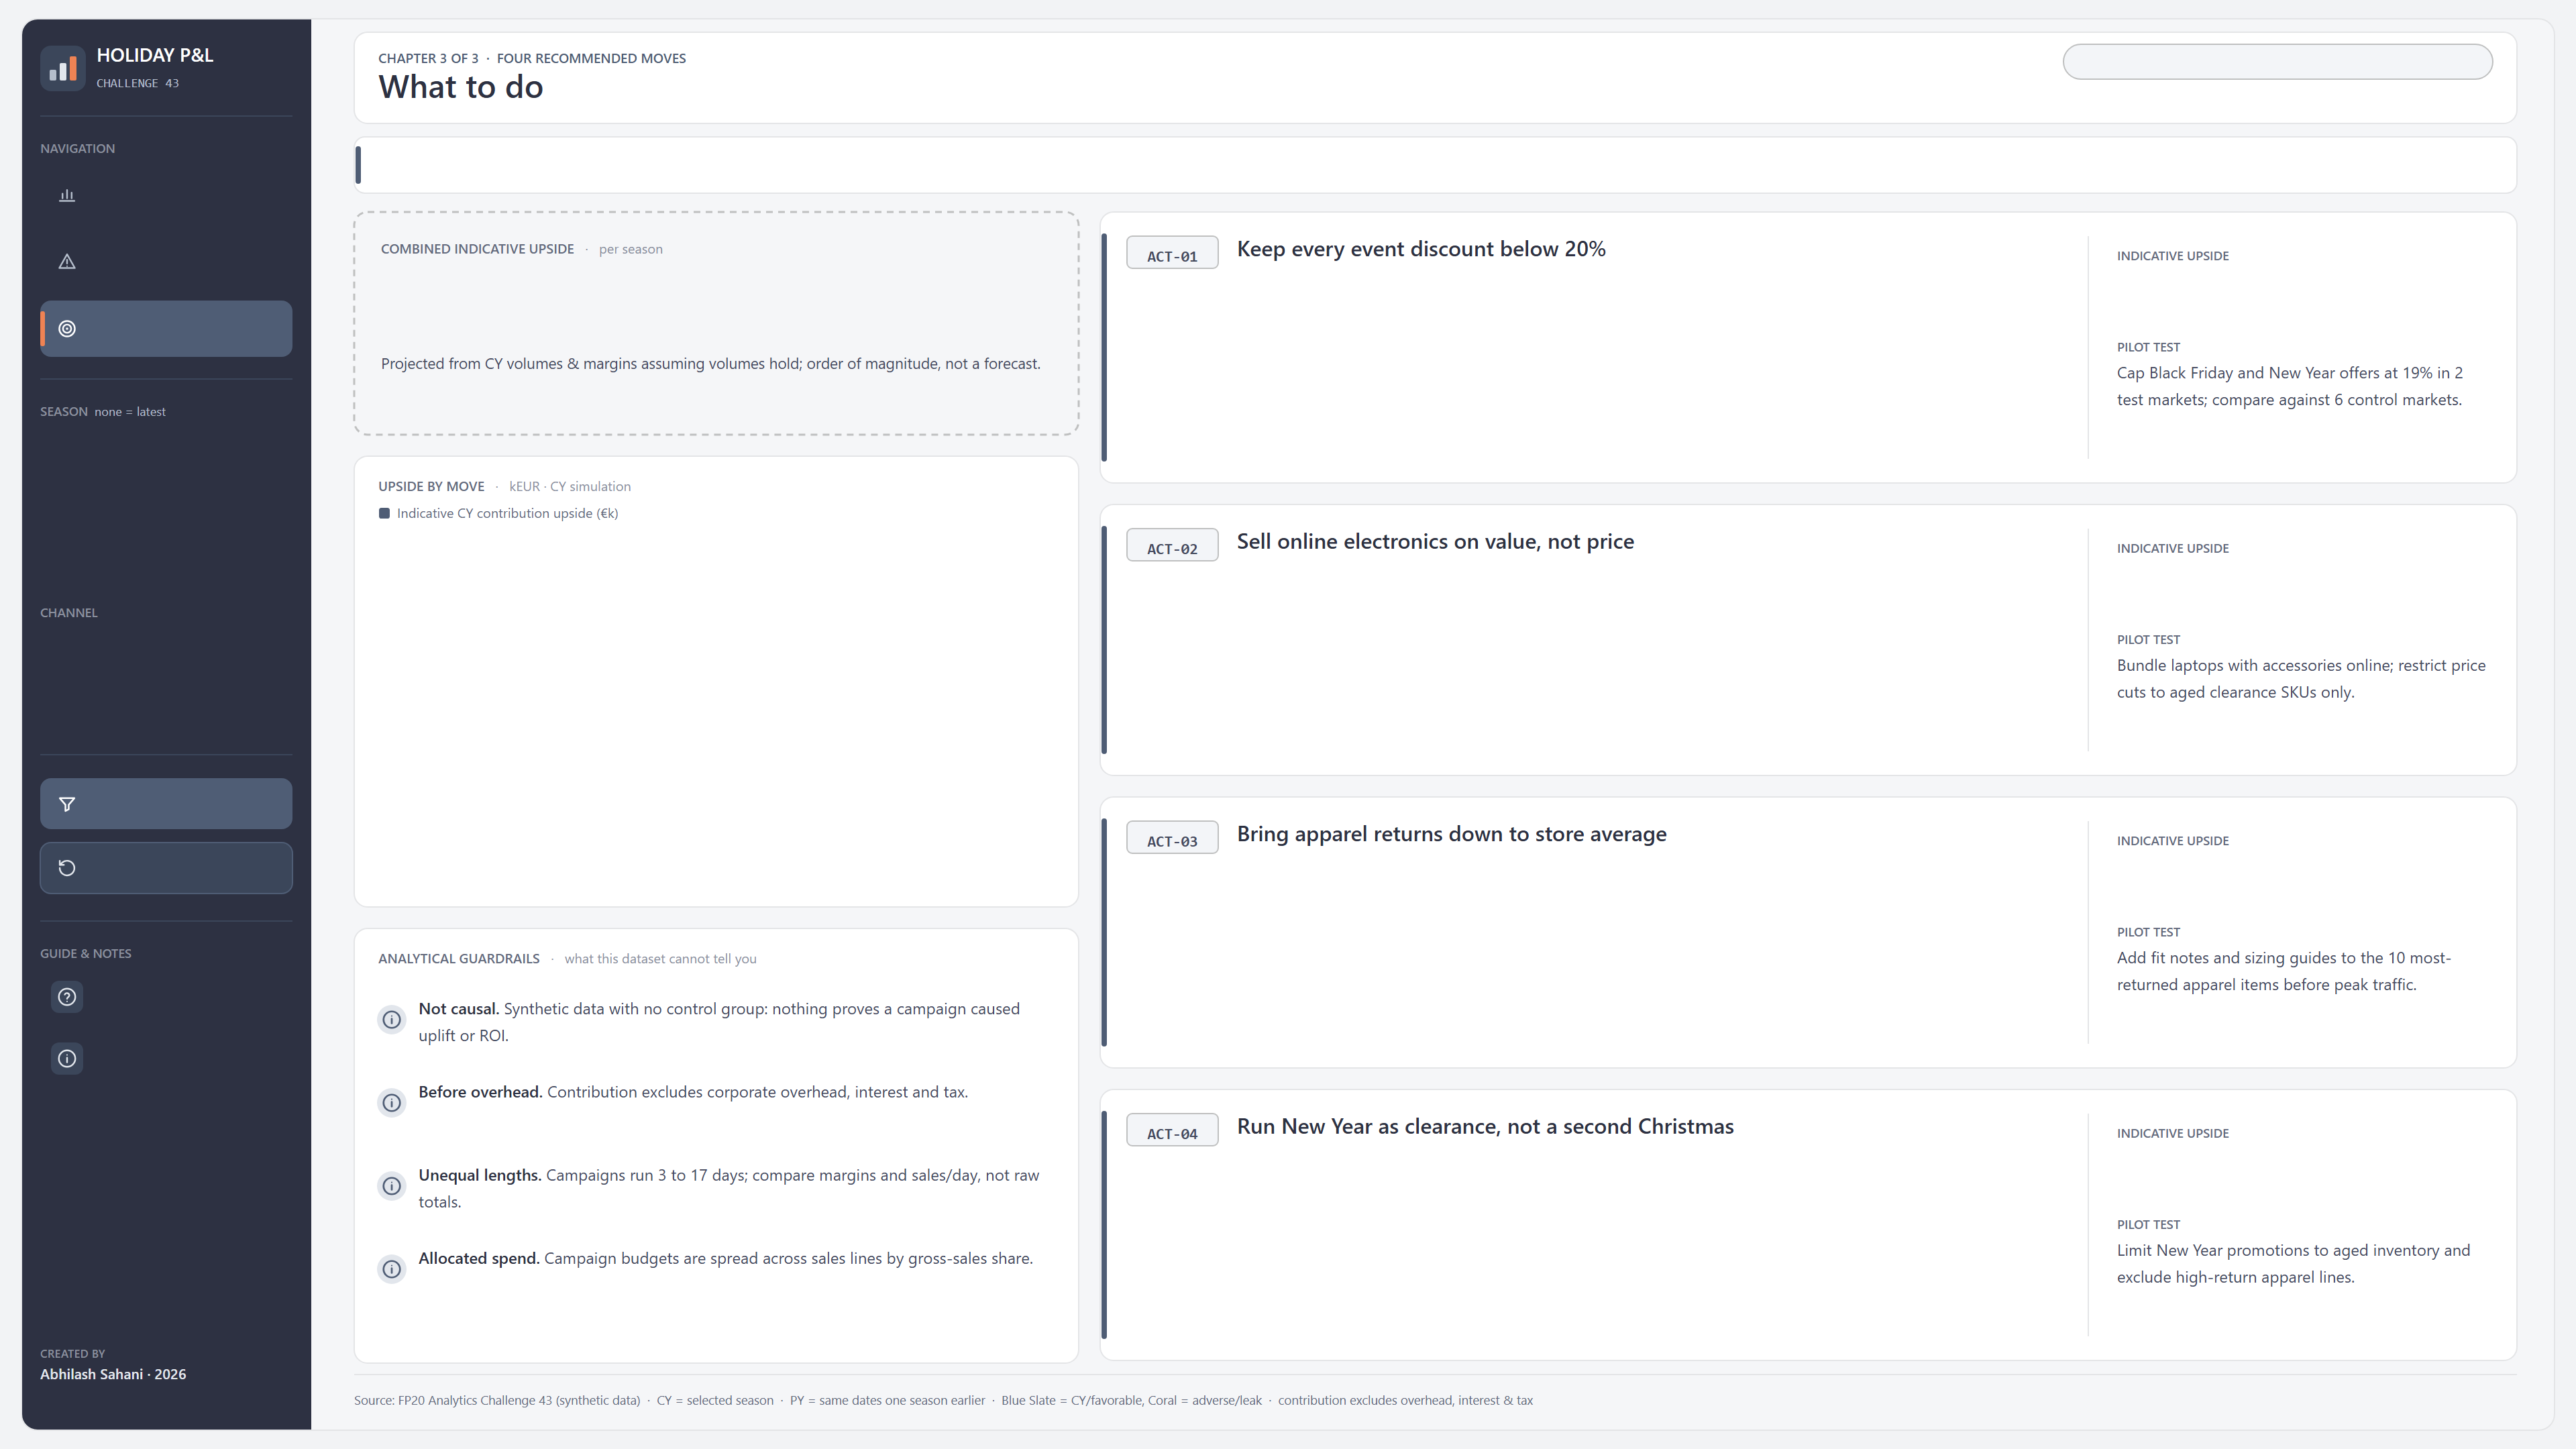 HOLIDAY P&L
CHALLENGE 43
NAVIGATION
SEASON none = latest
CHANNEL
GUIDE & NOTES
CREATED BY
Abhilash Sahani · 2026
CHAPTER 3 OF 3 · FOUR RECOMMENDED MOVES
What to do
COMBINED INDICATIVE UPSIDE · per season
Projected from CY volumes & margins assuming volumes hold; order of magnitude, not a forecast.
UPSIDE BY MOVE · kEUR · CY simulation
Indicative CY contribution upside (€k)
ANALYTICAL GUARDRAILS · what this dataset cannot tell you
Not causal. Synthetic data with no control group: nothing proves a campaign caused
uplift or ROI.
Before overhead. Contribution excludes corporate overhead, interest and tax.
Unequal lengths. Campaigns run 3 to 17 days; compare margins and sales/day, not raw
totals.
Allocated spend. Campaign budgets are spread across sales lines by gross-sales share.
ACT-01
Keep every event discount below 20%
INDICATIVE UPSIDE
PILOT TEST
Cap Black Friday and New Year offers at 19% in 2
test markets; compare against 6 control markets.
ACT-02
Sell online electronics on value, not price
INDICATIVE UPSIDE
PILOT TEST
Bundle laptops with accessories online; restrict price
cuts to aged clearance SKUs only.
ACT-03
Bring apparel returns down to store average
INDICATIVE UPSIDE
PILOT TEST
Add fit notes and sizing guides to the 10 most-
returned apparel items before peak traffic.
ACT-04
Run New Year as clearance, not a second Christmas
INDICATIVE UPSIDE
PILOT TEST
Limit New Year promotions to aged inventory and
exclude high-return apparel lines.
Source: FP20 Analytics Challenge 43 (synthetic data) · CY = selected season · PY = same dates one season earlier · Blue Slate = CY/favorable, Coral = adverse/leak · contribution excludes overhead, interest & tax